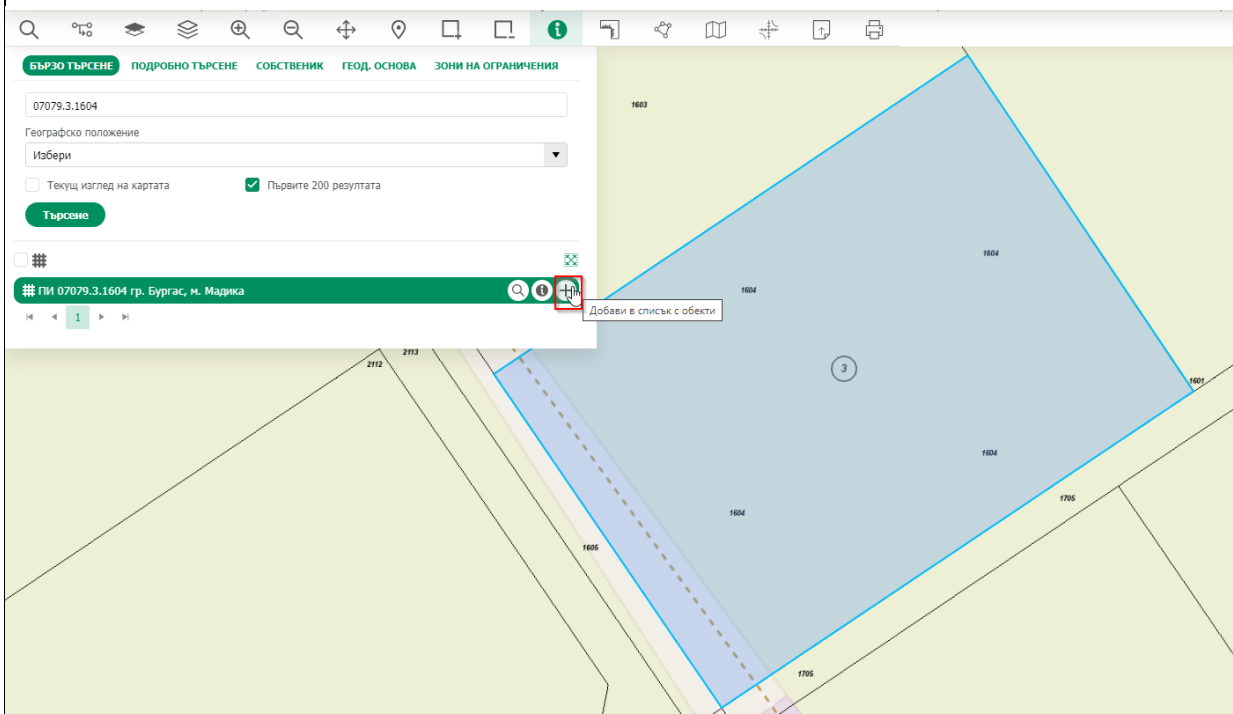 БЪРЗО ТЪРСЕНЕ ПОДРОБНО ТЪРСЕНЕ СОБСТВЕНИК ГЕОД. ОСНОВА ЗОНИ НА ОГРАНИЧЕНИЯ
07079.3.1604
Географско положение
Избери
Текущ изглед на картата Първите 200 резултата
Търсене
ПИ 07079.3.1604 гр. Бургас, м. Мадика
1
Добави в списък с обекти
1603
1604
1604
3
2113
2112
1601
1604
1705
1604
1605
1705